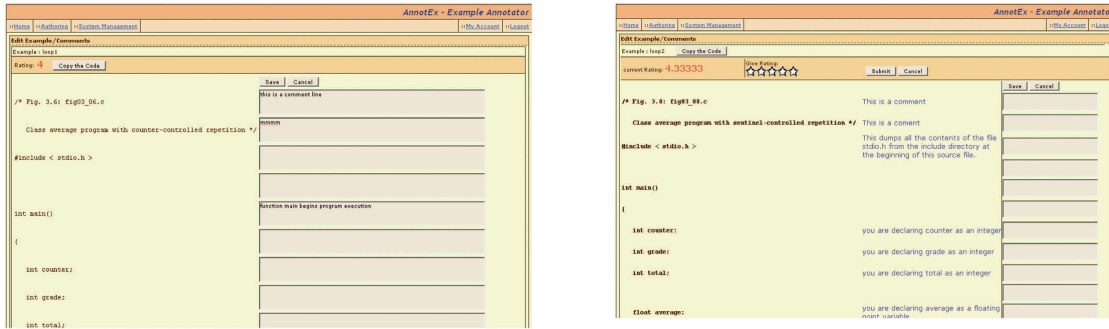 AnnotEx - Example Annotator
::Home ::Authoring ::System Management ::My Account ::Logout
Edit Example/Comments
Example : loop1
Rating: 4 Copy the Code
Save Cancel
/* Fig. 3.6: fig03_06.c this is a comment line
Class average program with counter-controlled repetition */ mmmm
#include < stdio.h >
int main() function main begins program execution
{
int counter;
int grade;
int total;
AnnotEx - Example Annotator
::Home ::Authoring ::System Management ::My Account ::Logout
Edit Example/Comments
Example : loop2 Copy the Code
current Rating: 4.33333 Give Rating: Submit Cancel
Save Cancel
/* Fig. 3.8: fig03_08.c This is a comment
Class average program with sentinel-controlled repetition */ This is a coment
#include < stdio.h > This dumps all the contents of the file
stdio.h from the include directory at
the beginning of this source file.
int main()
{
int counter; you are declaring counter as an integer
int grade; you are declaring grade as an integer
int total; you are declaring total as an integer
float average; you are declaring average as a floating
point variable